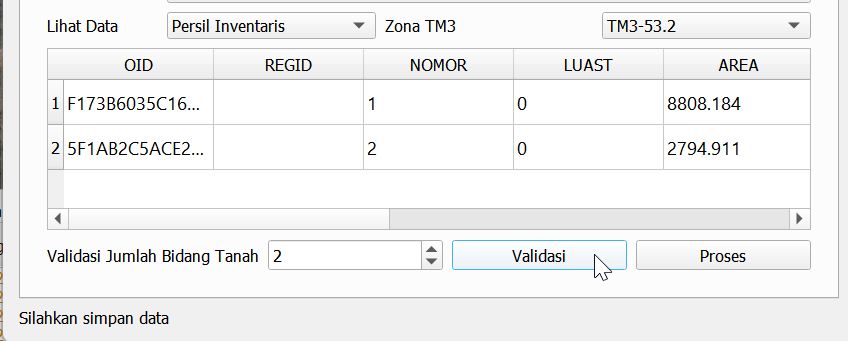 Lihat Data Persil Inventaris Zona TM3 TM3-53.2
OID REGID NOMOR LUAST AREA
1 F173B6035C16... 1 0 8808.184
2 5F1AB2C5ACE2... 2 0 2794.911
Validasi Jumlah Bidang Tanah 2 Validasi Proses
Silahkan simpan data